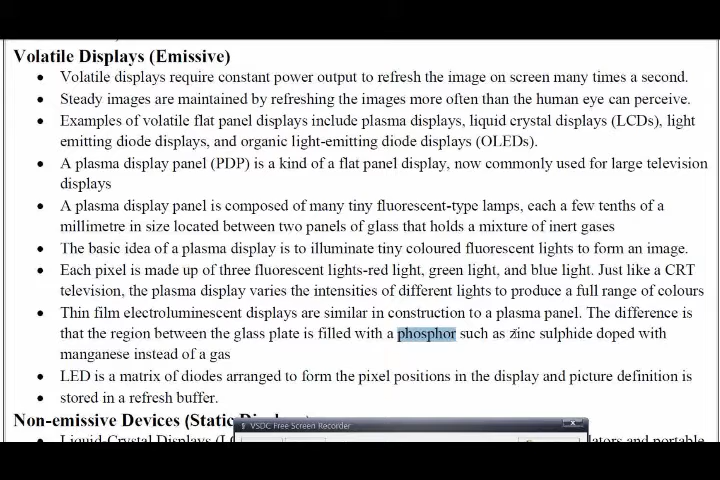 Volatile Displays (Emissive)
• Volatile displays require constant power output to refresh the image on screen many times a second.
• Steady images are maintained by refreshing the images more often than the human eye can perceive.
• Examples of volatile flat panel displays include plasma displays, liquid crystal displays (LCDs), light
emitting diode displays, and organic light-emitting diode displays (OLEDs).
• A plasma display panel (PDP) is a kind of a flat panel display, now commonly used for large television
displays
• A plasma display panel is composed of many tiny fluorescent-type lamps, each a few tenths of a
millimetre in size located between two panels of glass that holds a mixture of inert gases
• The basic idea of a plasma display is to illuminate tiny coloured fluorescent lights to form an image.
• Each pixel is made up of three fluorescent lights-red light, green light, and blue light. Just like a CRT
television, the plasma display varies the intensities of different lights to produce a full range of colours
• Thin film electroluminescent displays are similar in construction to a plasma panel. The difference is
that the region between the glass plate is filled with a phosphor such as zinc sulphide doped with
manganese instead of a gas
• LED is a matrix of diodes arranged to form the pixel positions in the display and picture definition is
• stored in a refresh buffer.
Non-emissive Devices (Static
VSDC Free Screen Recorder
• Liquid-Crystal Displays and portable